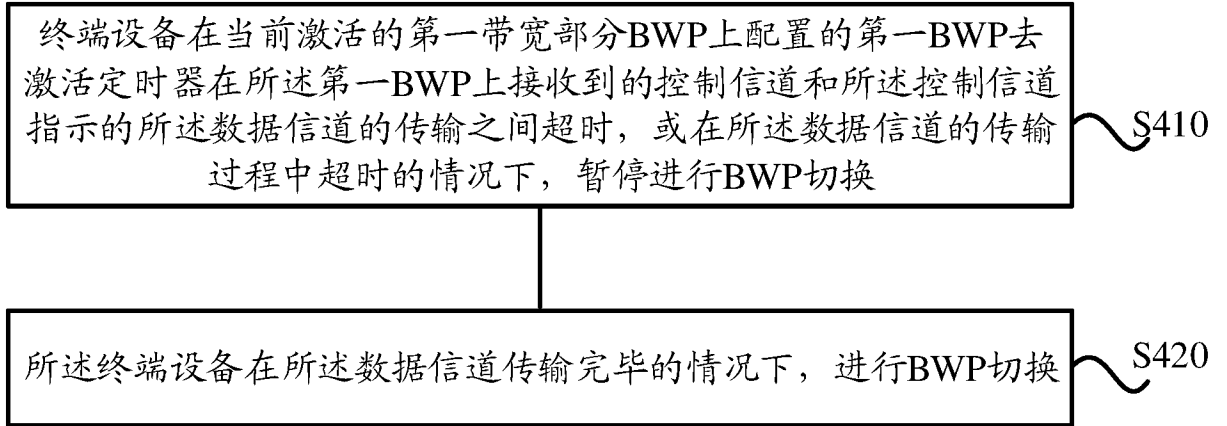 终端设备在当前激活的第一带宽部分BWP上配置的第一BWP去
激活定时器在所述第一BWP上接收到的控制信道和所述控制信道
指示的所述数据信道的传输之间超时，或在所述数据信道的传输
过程中超时的情况下，暂停进行BWP切换
S410
所述终端设备在所述数据信道传输完毕的情况下，进行BWP切换
S420